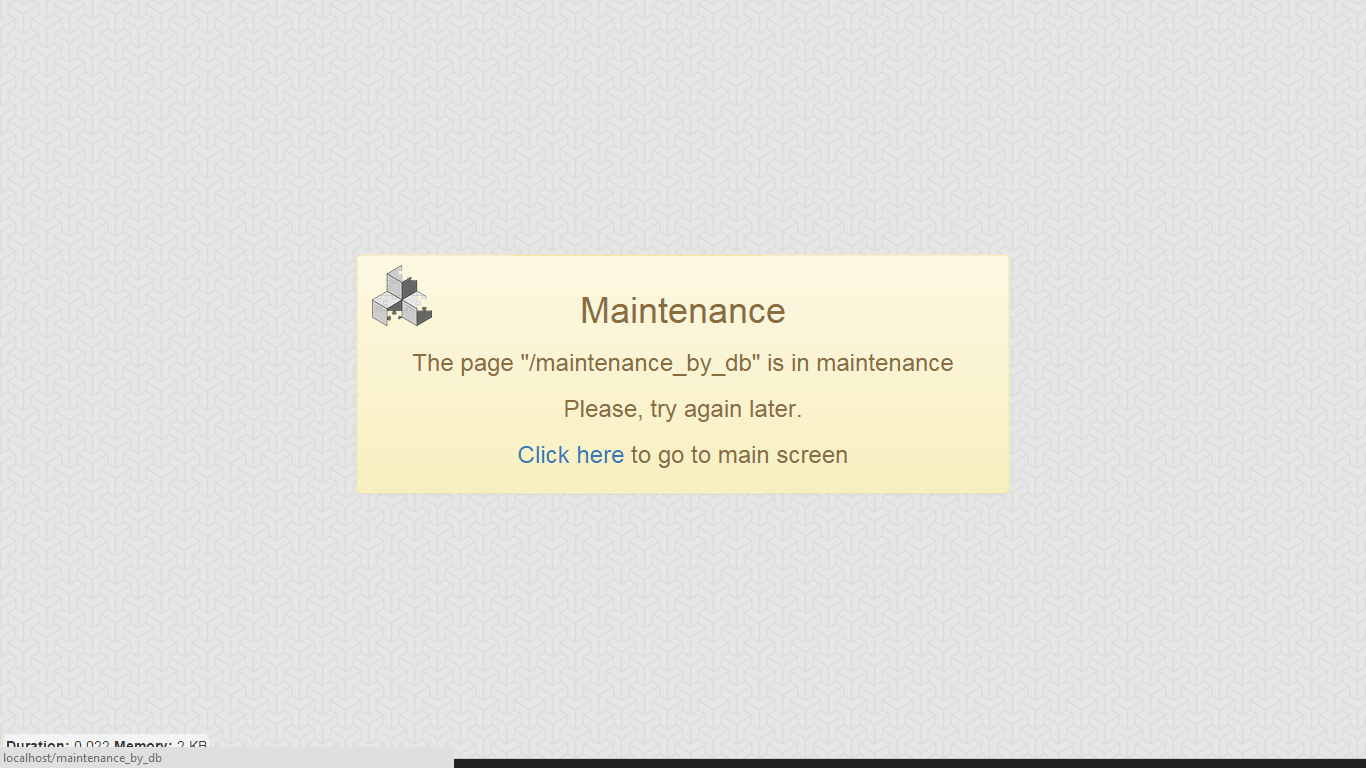 Maintenance
The page "/maintenance_by_db" is in maintenance
Please, try again later.
Click here to go to main screen
Duration: 0.022 Memory: 2 KB
localhost/maintenance_by_db